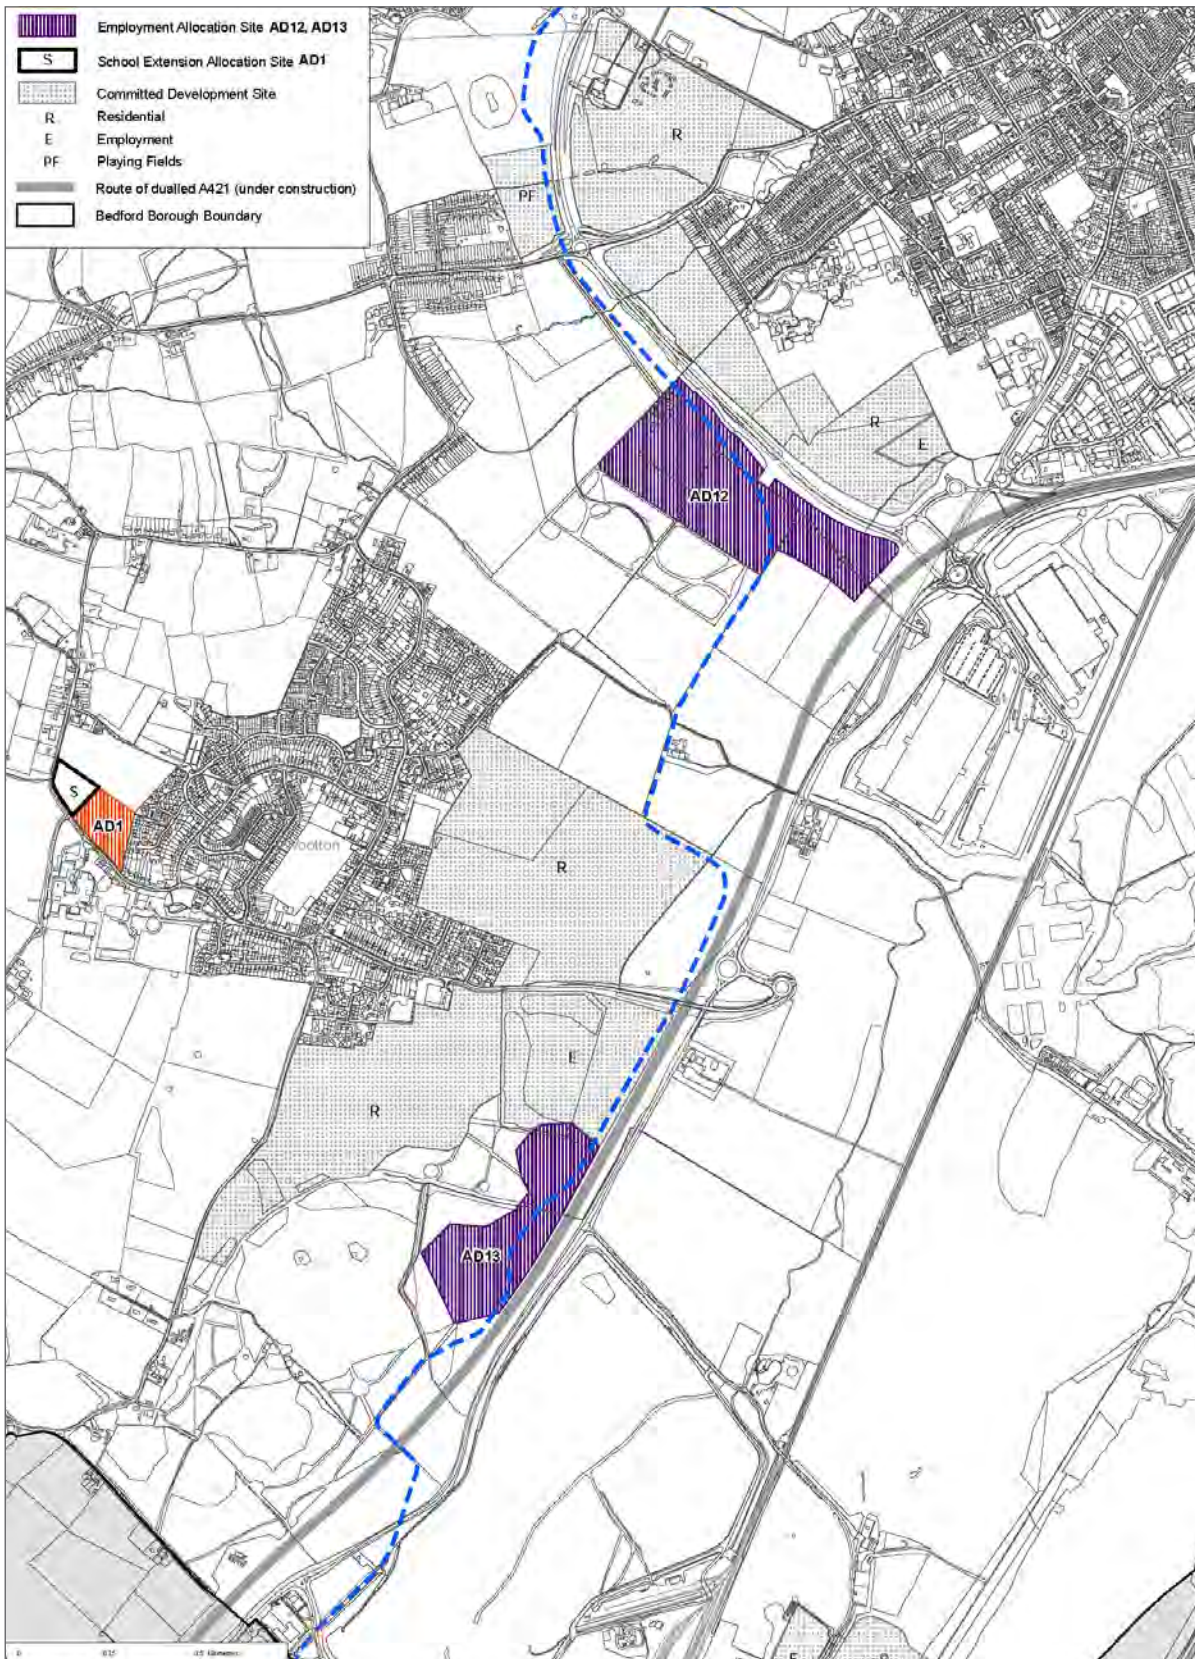 Employment Allocation Site AD12, AD13
S School Extension Allocation Site AD1
Committed Development Site
R Residential
E Employment
PF Playing Fields
Route of dualled A421 (under construction)
Bedford Borough Boundary
R
PF
R
E
AD12
S
AD1
R
E
R
AD13